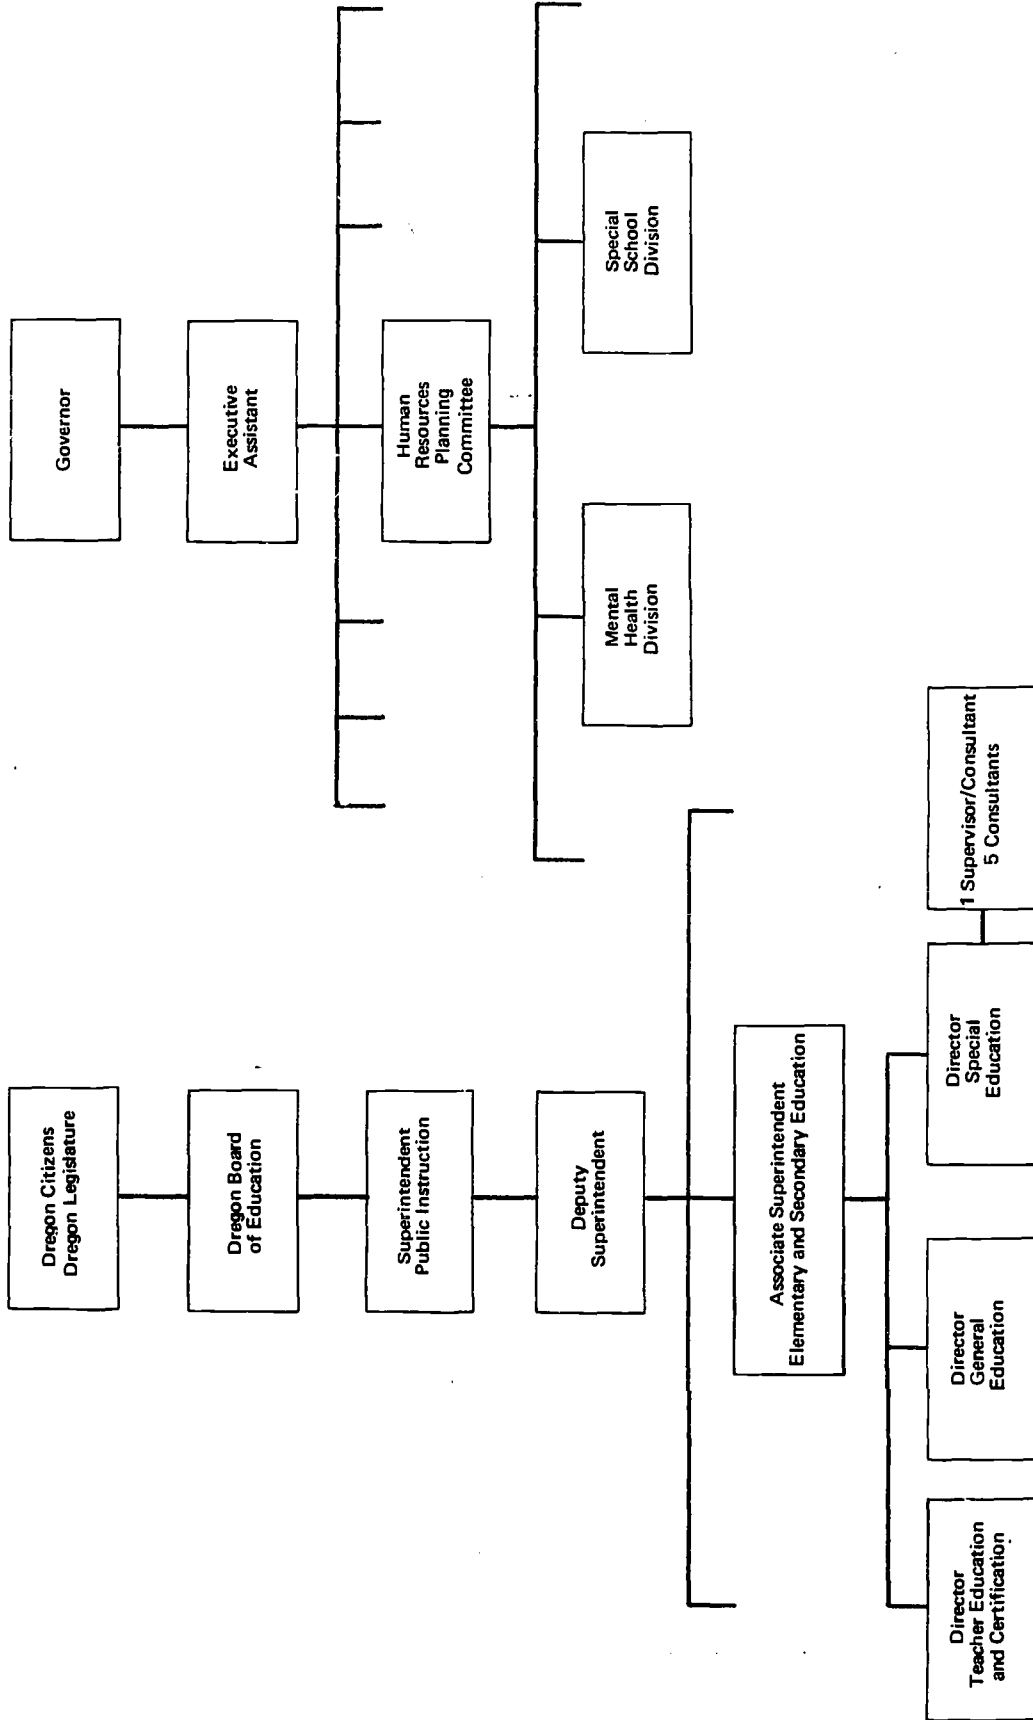 Dregon Citizens
Dregon Legislature
Dregon Board
of Education
Superintendent
Public Instruction
Deputy
Superintendent
Associate Superintendent
Elementary and Secondary Education
Director
Teacher Education
and Certification
Director
General
Education
Director
Special
Education
1 Supervisor/Consultant
5 Consultants
Governor
Executive
Assistant
Human
Resources
Planning
Committee
Mental
Health
Division
Special
School
Division